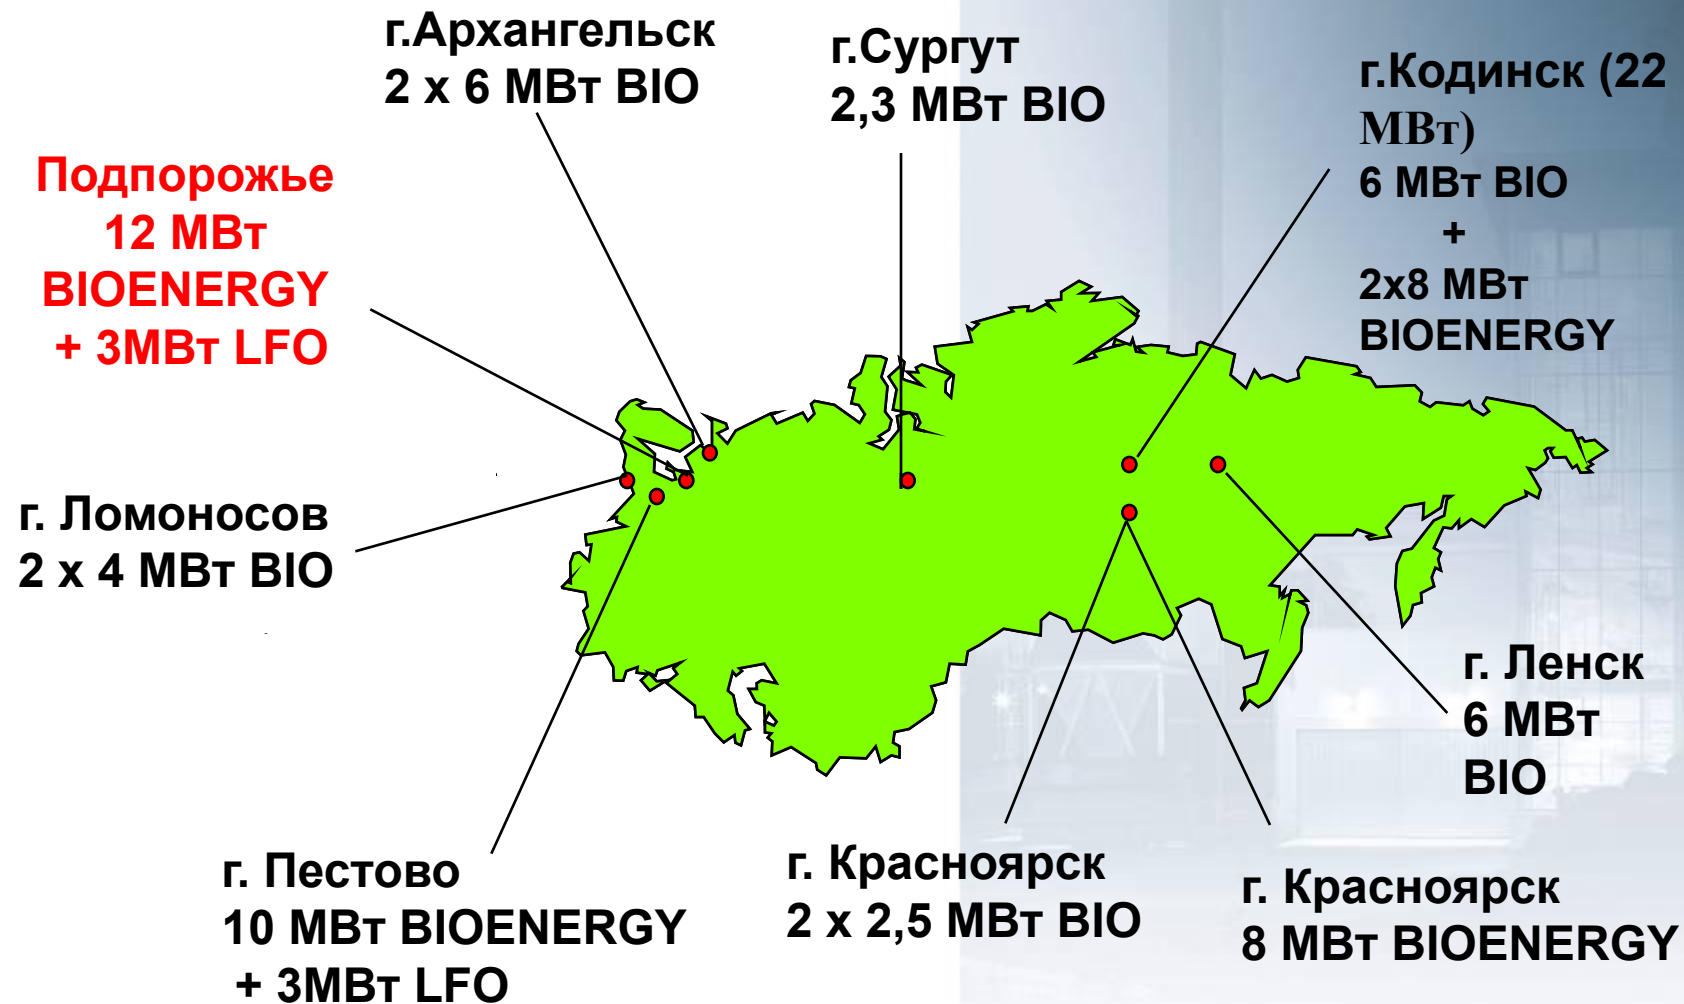 г.Архангельск
2 х 6 МВт BIO
г.Сургут
2,3 МВт BIO
г.Кодинск (22
МВт)
6 МВт BIO
+
2х8 МВт
BIOENERGY
Подпорожье
12 МВт
BIOENERGY
+ 3МВт LFO
г. Ломоносов
2 х 4 МВт BIO
г. Ленск
6 МВт
BIO
г. Пестово
10 МВт BIOENERGY
+ 3МВт LFO
г. Красноярск
2 х 2,5 МВт BIO
г. Красноярск
8 МВт BIOENERGY